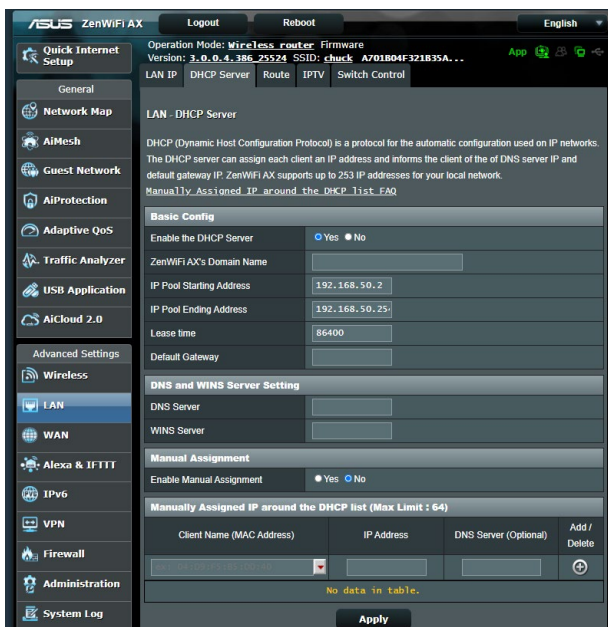 ASUS ZenWiFi AX Logout Reboot English
Quick Internet Setup
Operation Mode: Wireless router Firmware
Version: 3.0.0.4.386_25524 SSID: chuck A701B04F321B35A...
App
LAN IP DHCP Server Route IPTV Switch Control
General
Network Map
AiMesh
Guest Network
AiProtection
Adaptive QoS
Traffic Analyzer
USB Application
AiCloud 2.0
Advanced Settings
Wireless
LAN
WAN
Alexa & IFTTT
IPv6
VPN
Firewall
Administration
System Log
LAN - DHCP Server
DHCP (Dynamic Host Configuration Protocol) is a protocol for the automatic configuration used on IP networks.
The DHCP server can assign each client an IP address and informs the client of the of DNS server IP and
default gateway IP. ZenWiFi AX supports up to 253 IP addresses for your local network.
Manually Assigned IP around the DHCP list FAQ
Basic Config
Enable the DHCP Server Yes No
ZenWiFi AX's Domain Name
IP Pool Starting Address 192.168.50.2
IP Pool Ending Address 192.168.50.25
Lease time 86400
Default Gateway
DNS and WINS Server Setting
DNS Server
WINS Server
Manual Assignment
Enable Manual Assignment Yes No
Manually Assigned IP around the DHCP list (Max Limit : 64)
Client Name (MAC Address) IP Address DNS Server (Optional) Add / Delete
No data in table.
Apply